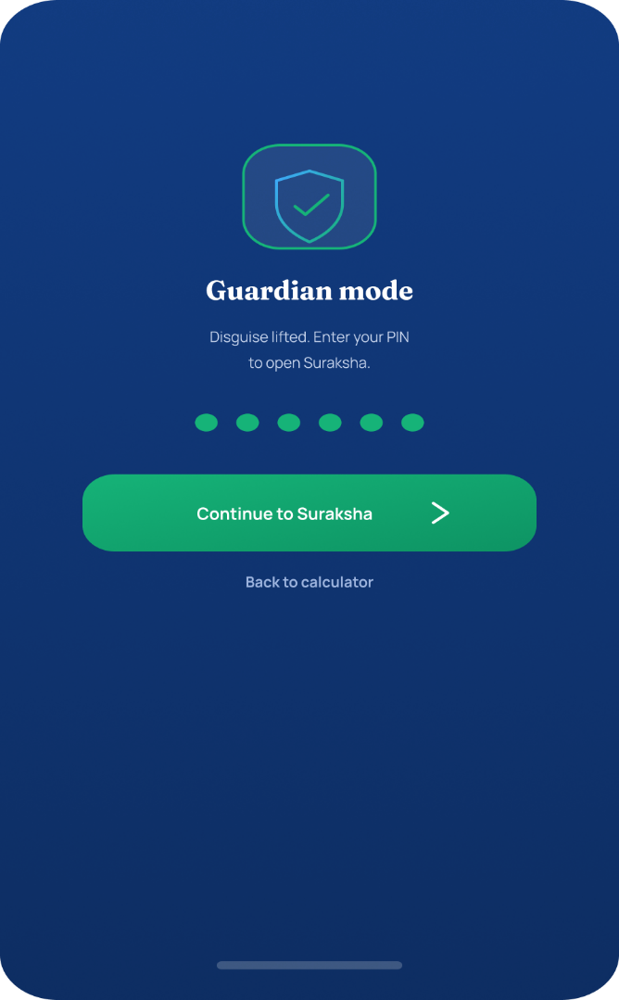 Guardian mode
Disguise lifted. Enter your PIN
to open Suraksha.
Continue to Suraksha
Back to calculator